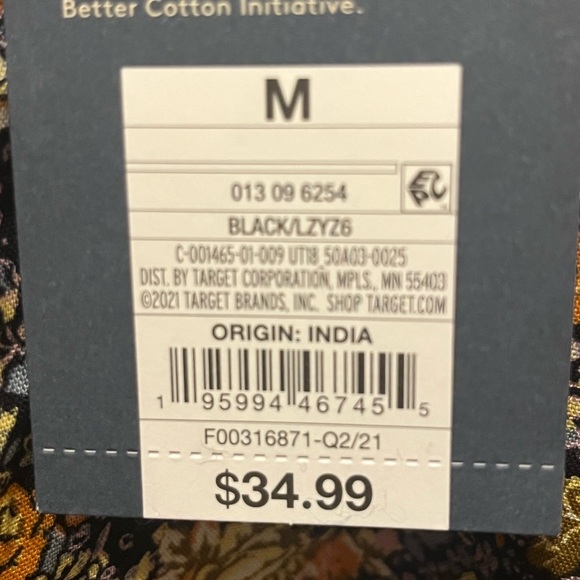 Better Cotton Initiative.
M
013 09 6254
EPC
BLACK/LZYZ6
C-001465-01-009 UT18 50A03-0025
DIST. BY TARGET CORPORATION, MPLS., MN 55403
©2021 TARGET BRANDS, INC. SHOP TARGET.COM
ORIGIN: INDIA
1 95994 46745 5
F00316871-Q2/21
$34.99